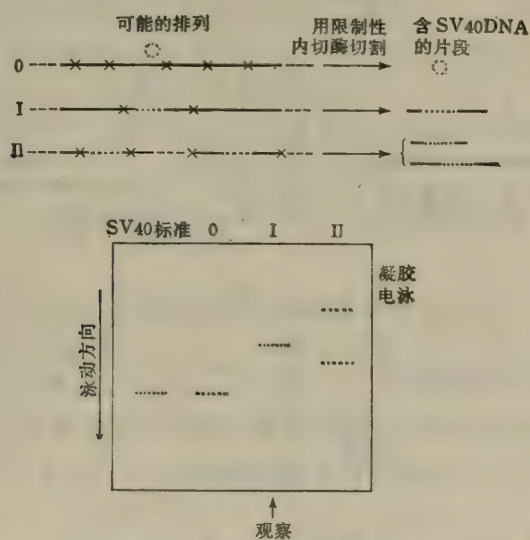 可能的排列
用限制性
内切酶切割
含SV40DNA
的片段
0
I
II
SV40标准 0 I II
凝胶
电泳
泳动方向
观察